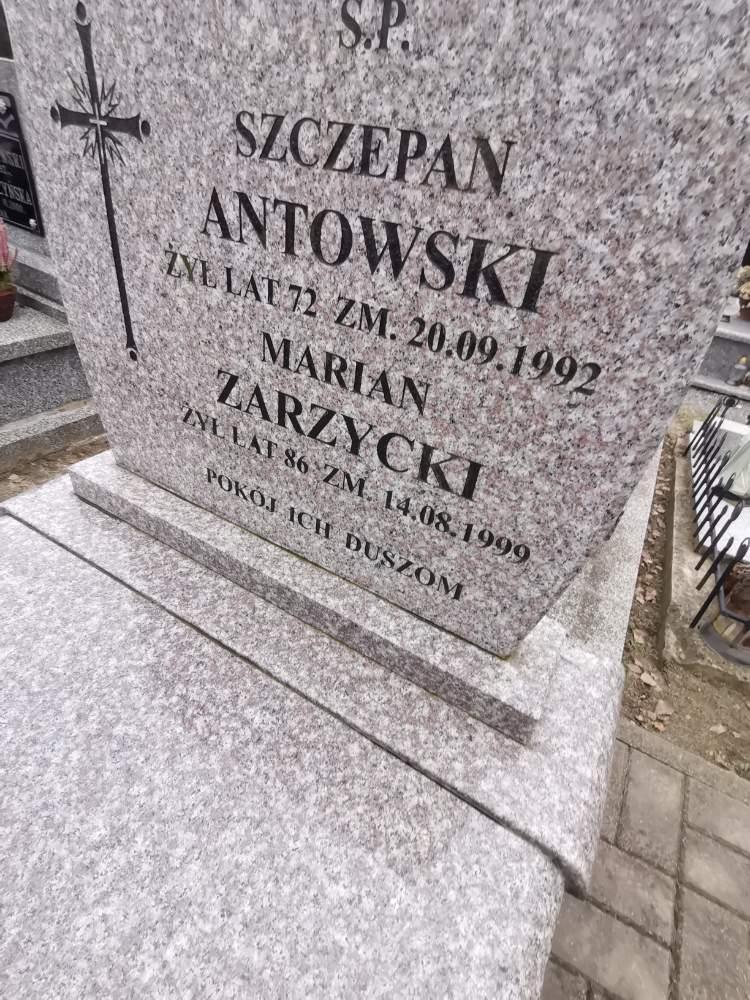 Ś.P.
SZCZEPAN
ANTOWSKI
ŻYŁ LAT 72 ZM. 20.09.1992
MARIAN
ZARZYCKI
ŻYŁ LAT 86 ZM. 14.08.1999
POKÓJ ICH DUSZOM